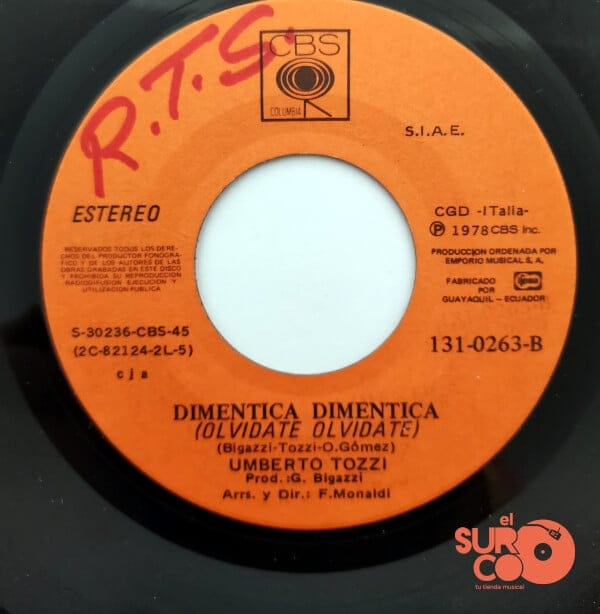 R.T.S.
CBS
COLUMBIA
S.I.A.E.
ESTEREO
CGD -ITalia-
Ⓟ 1978 CBS Inc.
RESERVADOS TODOS LOS DERE-
CHOS DEL PRODUCTOR FONOGRA-
FICO Y DE LOS AUTORES DE LAS
OBRAS GRABADAS EN ESTE DISCO
Y PROHIBIDA SU REPRODUCCION
RADIODIFUSION EJECUCION Y
UTILIZACION PUBLICA
PRODUCCION ORDENADA POR
EMPORIO MUSICAL S, A,
FABRICADO
POR
GUAYAQUIL - ECUADOR
S-30236-CBS-45
(2C-82124-2L-5)
cja
131-0263-B
DIMENTICA DIMENTICA
(OLVIDATE OLVIDATE)
(Bigazzi-Tozzi-O.Gómez)
UMBERTO TOZZI
Prod.:G. Bigazzi
Arrs. y Dir.: F.Monaldi
el
SURCO
tu tienda musical